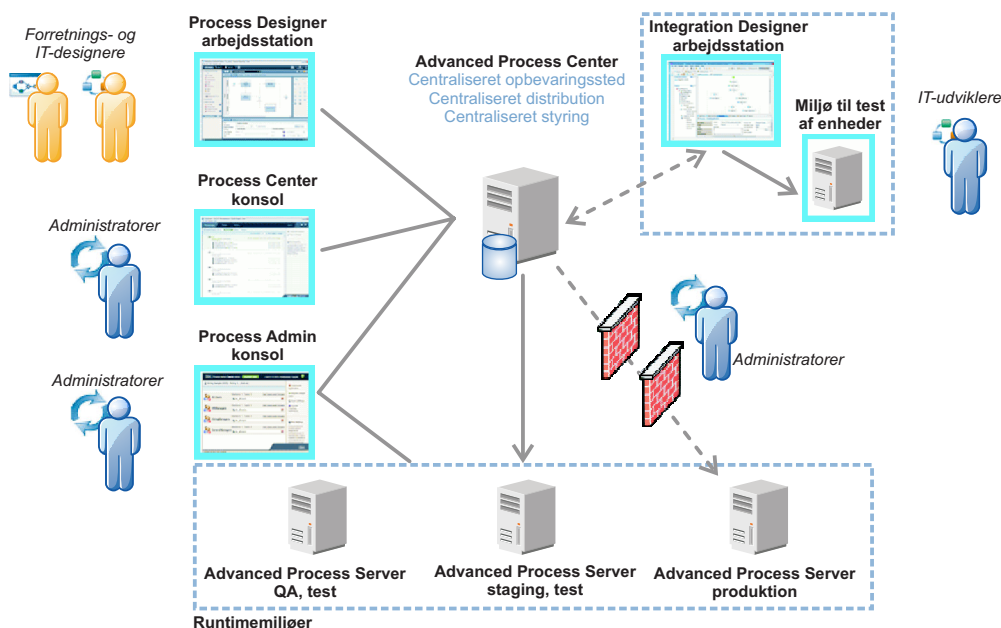 Forretnings- og
IT-designere
Process Designer
arbejdsstation
Advanced Process Center
Centraliseret opbevaringssted
Centraliseret distribution
Centraliseret styring
Integration Designer
arbejdsstation
Miljø til test
af enheder
IT-udviklere
Administratorer
Process Center
konsol
Administratorer
Process Admin
konsol
Administratorer
Advanced Process Server
QA, test
Advanced Process Server
staging, test
Advanced Process Server
produktion
Runtimemiljøer